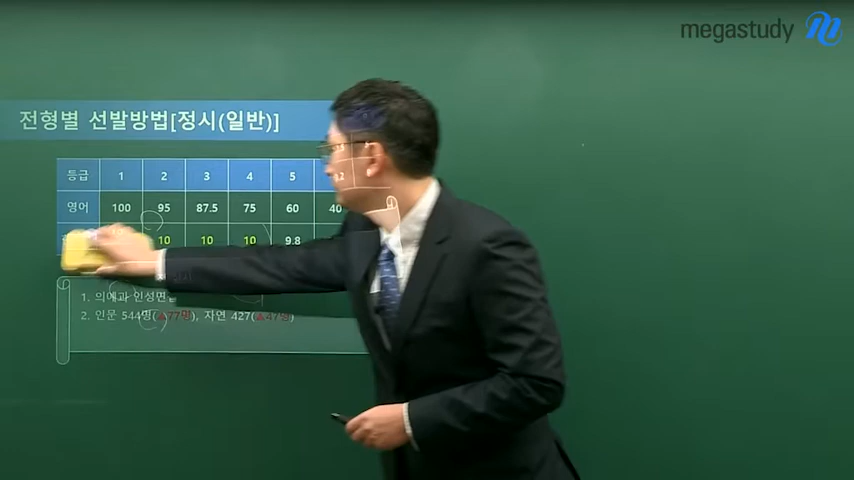 megastudy
전형별 선발방법[정시(일반)]
등급 1 2 3 4 5
영어 100 95 87.5 75 60 40
10 10 10 9.8
1. 의예과 인성면
2. 인문 544명(▲77명), 자연 427(▲47명)